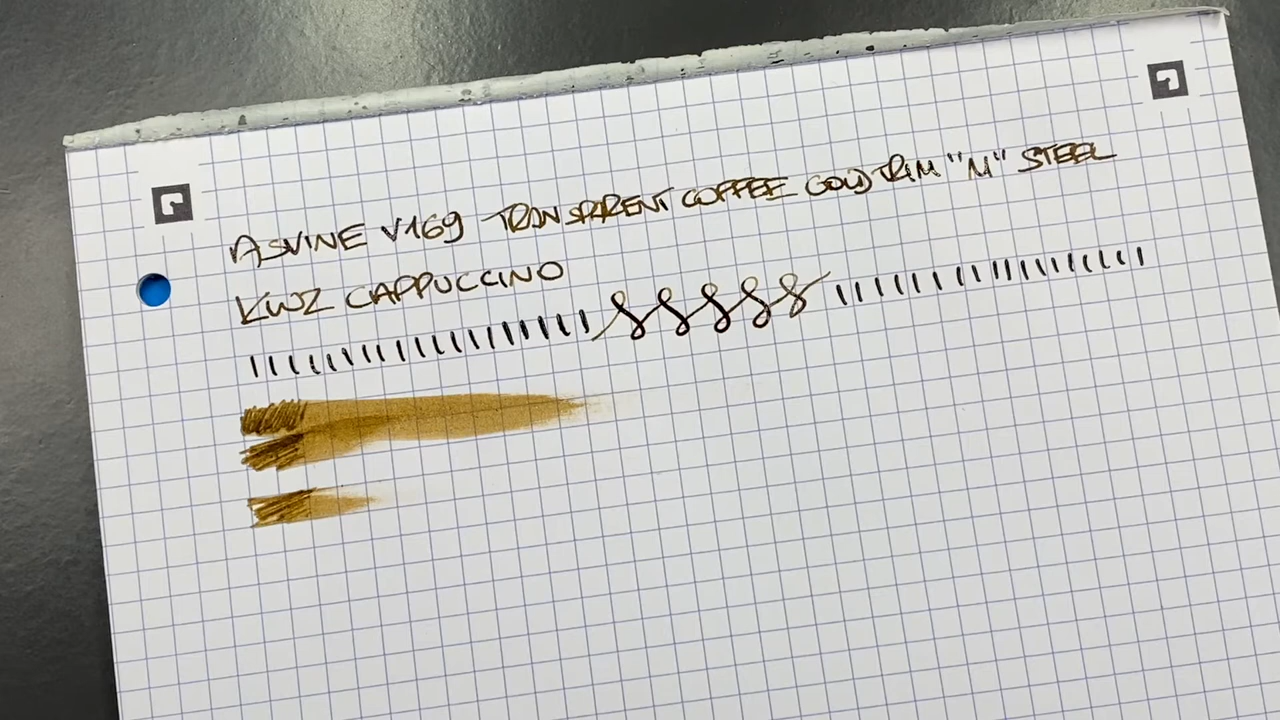 ASVINE V169 TRANSPARENT COFFEE GOLD TRIM "M" STEEL
KWZ CAPPUCCINO